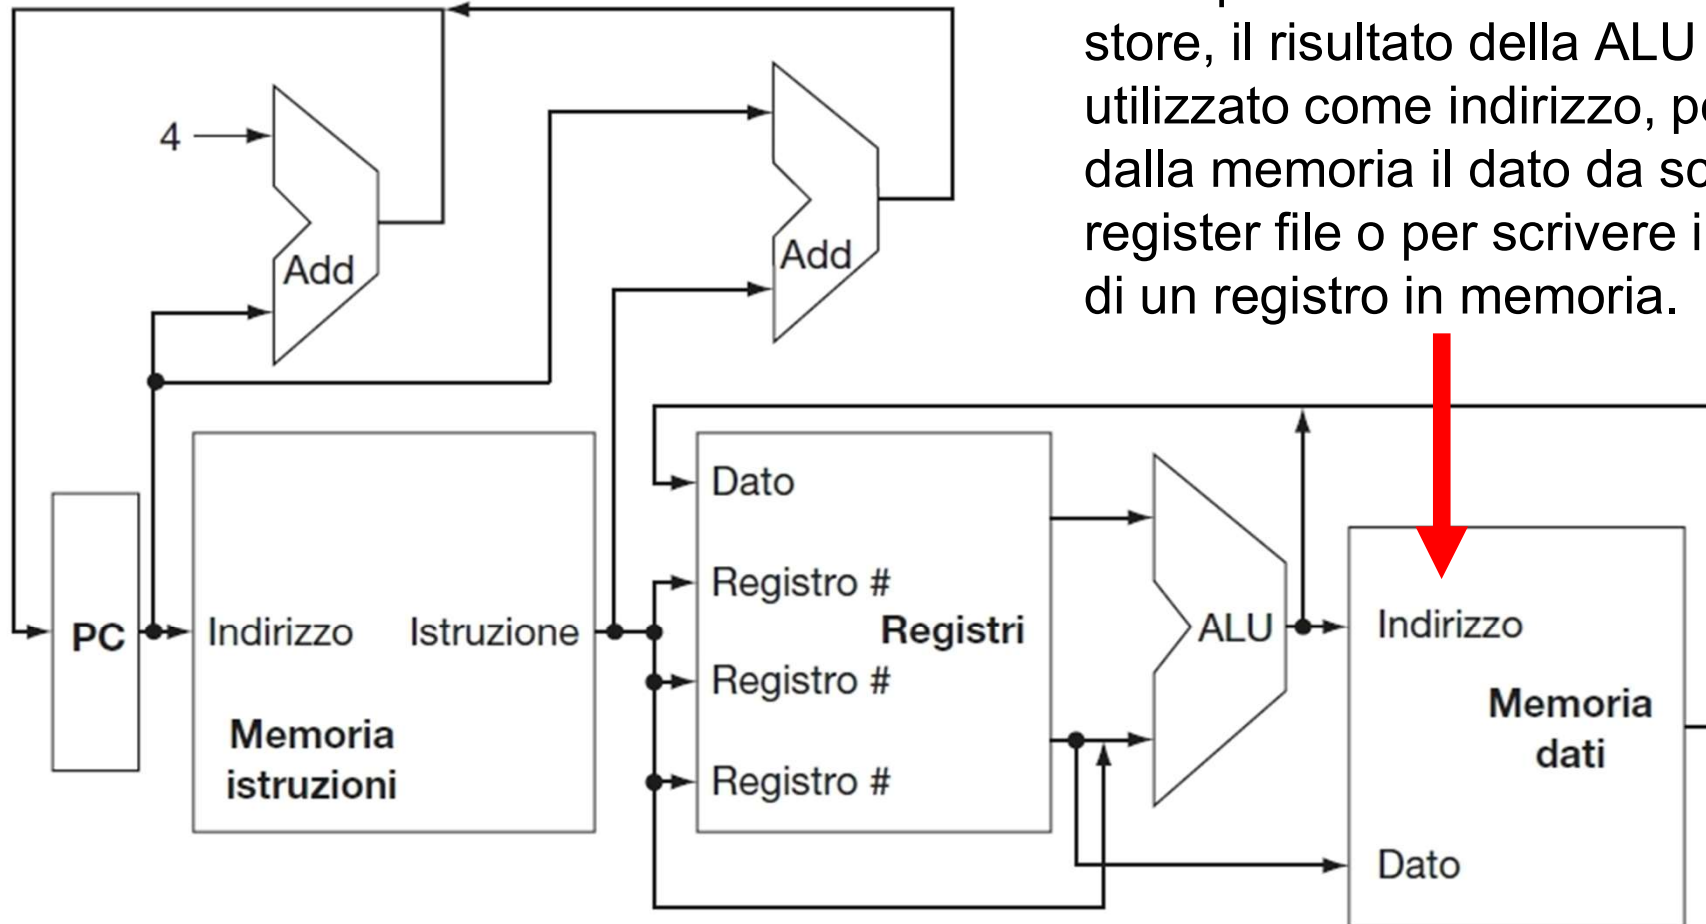 store, il risultato della ALU
utilizzato come indirizzo,
dalla memoria il dato da
register file o per scrivere
di un registro in memoria.
4
Add
Add
PC
Indirizzo
Istruzione
Memoria
istruzioni
Dato
Registro #
Registri
Registro #
Registro #
ALU
Indirizzo
Memoria
dati
Dato